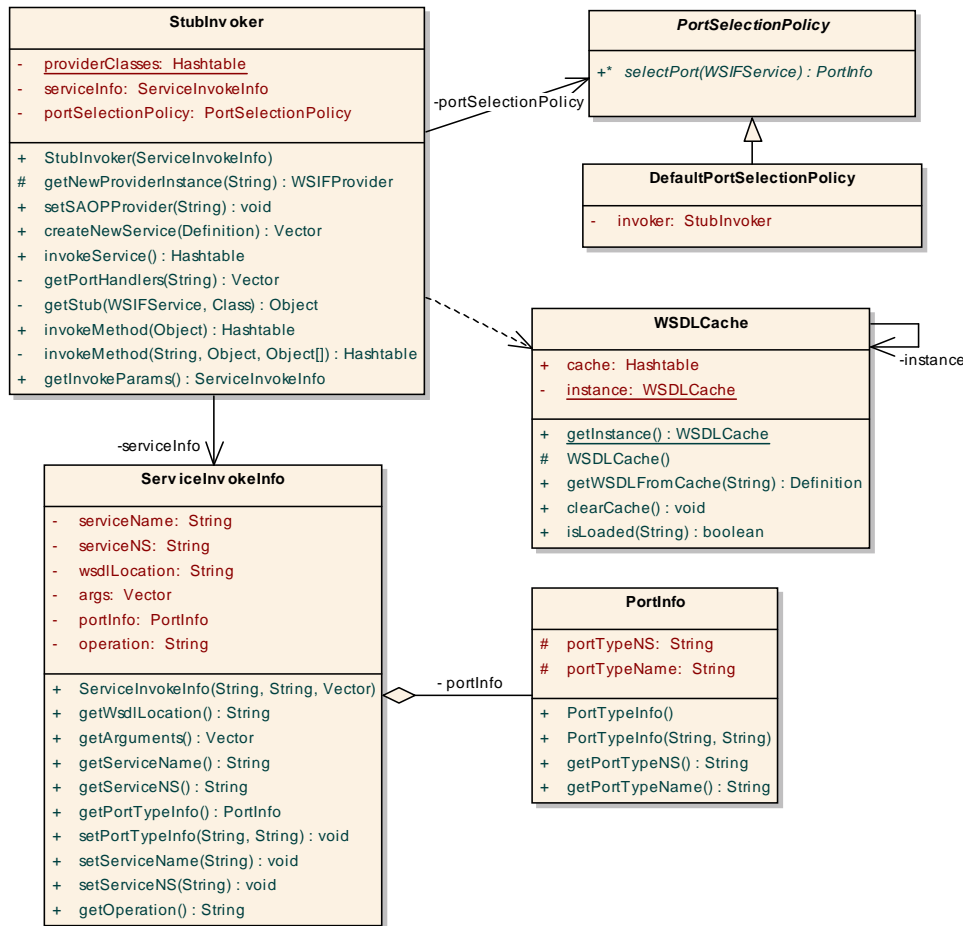 StubInvoker
- providerClasses: Hashtable
- serviceInfo: ServiceInvokeInfo
- portSelectionPolicy: PortSelectionPolicy
+ StubInvoker(ServiceInvokeInfo)
# getNewProviderInstance(String) : WSIFProvider
+ setSAOPProvider(String) : void
+ createNewService(Definition) : Vector
+ invokeService() : Hashtable
- getPortHandlers(String) : Vector
- getStub(WSIFService, Class) : Object
+ invokeMethod(Object) : Hashtable
- invokeMethod(String, Object, Object[]) : Hashtable
+ getInvokeParams() : ServiceInvokeInfo
-portSelectionPolicy
PortSelectionPolicy
+* selectPort(WSIFService) : PortInfo
DefaultPortSelectionPolicy
- invoker: StubInvoker
WSDLCache
+ cache: Hashtable
- instance: WSDLCache
+ getInstance() : WSDLCache
# WSDLCache()
+ getWSDLFromCache(String) : Definition
+ clearCache() : void
+ isLoaded(String) : boolean
-instance
-serviceInfo
ServiceInvokeInfo
- serviceName: String
- serviceNS: String
- wsdlLocation: String
- args: Vector
- portInfo: PortInfo
- operation: String
+ ServiceInvokeInfo(String, String, Vector)
+ getWsdlLocation() : String
+ getArguments() : Vector
+ getServiceName() : String
+ getServiceNS() : String
+ getPortTypeInfo() : PortInfo
+ setPortTypeInfo(String, String) : void
+ setServiceName(String) : void
+ setServiceNS(String) : void
+ getOperation() : String
- portInfo
PortInfo
# portTypeNS: String
# portTypeName: String
+ PortTypeInfo()
+ PortTypeInfo(String, String)
+ getPortTypeNS() : String
+ getPortTypeName() : String